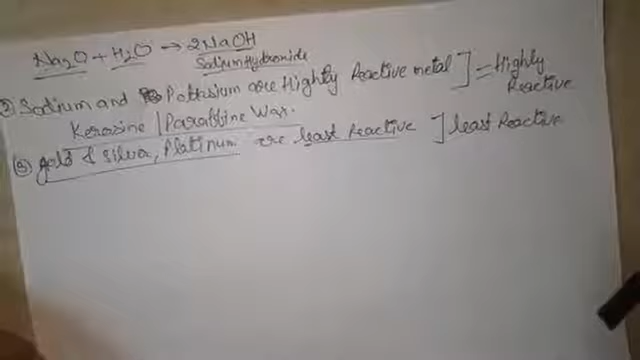 Na₂O + H₂O → 2NaOH
Sodium Hydroxide
② Sodium and Pottasium are Highly Reactive metal ] = Highly Reactive
Kerosine | Paraffine Wax.
③ gold & silver, Platinum are least Reactive ] least Reactive